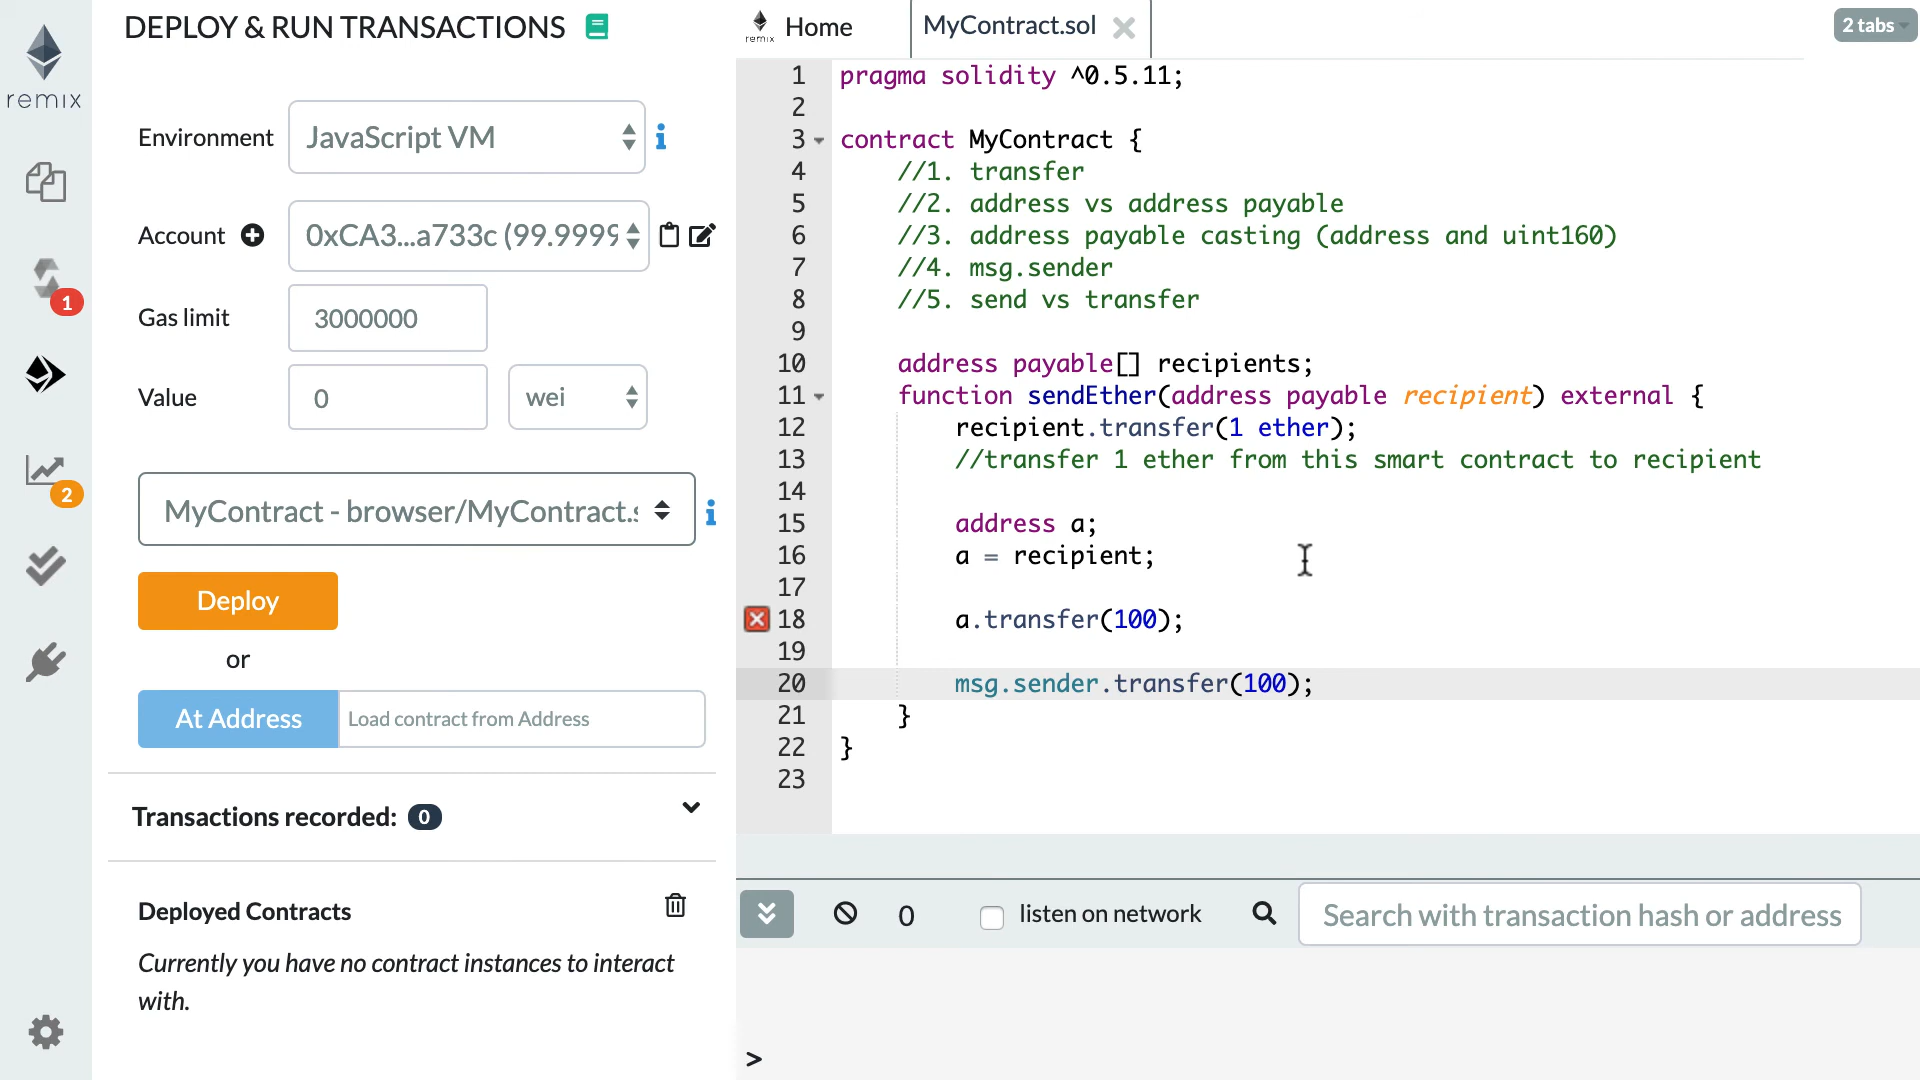 DEPLOY & RUN TRANSACTIONS
remix
Environment
JavaScript VM
Account
0xCA3...a733c (99.9999
1
Gas limit
3000000
Value
0
wei
2
MyContract - browser/MyContract.s
Deploy
or
At Address
Load contract from Address
Transactions recorded:
0
Deployed Contracts
Currently you have no contract instances to interact
with.
remix
Home
MyContract.sol
2 tabs
1 pragma solidity ^0.5.11;
2
3 contract MyContract {
4 //1. transfer
5 //2. address vs address payable
6 //3. address payable casting (address and uint160)
7 //4. msg.sender
8 //5. send vs transfer
9
10 address payable[] recipients;
11 function sendEther(address payable recipient) external {
12 recipient.transfer(1 ether);
13 //transfer 1 ether from this smart contract to recipient
14
15 address a;
16 a = recipient;
17
18 a.transfer(100);
19
20 msg.sender.transfer(100);
21 }
22 }
23
0
listen on network
Search with transaction hash or address
>